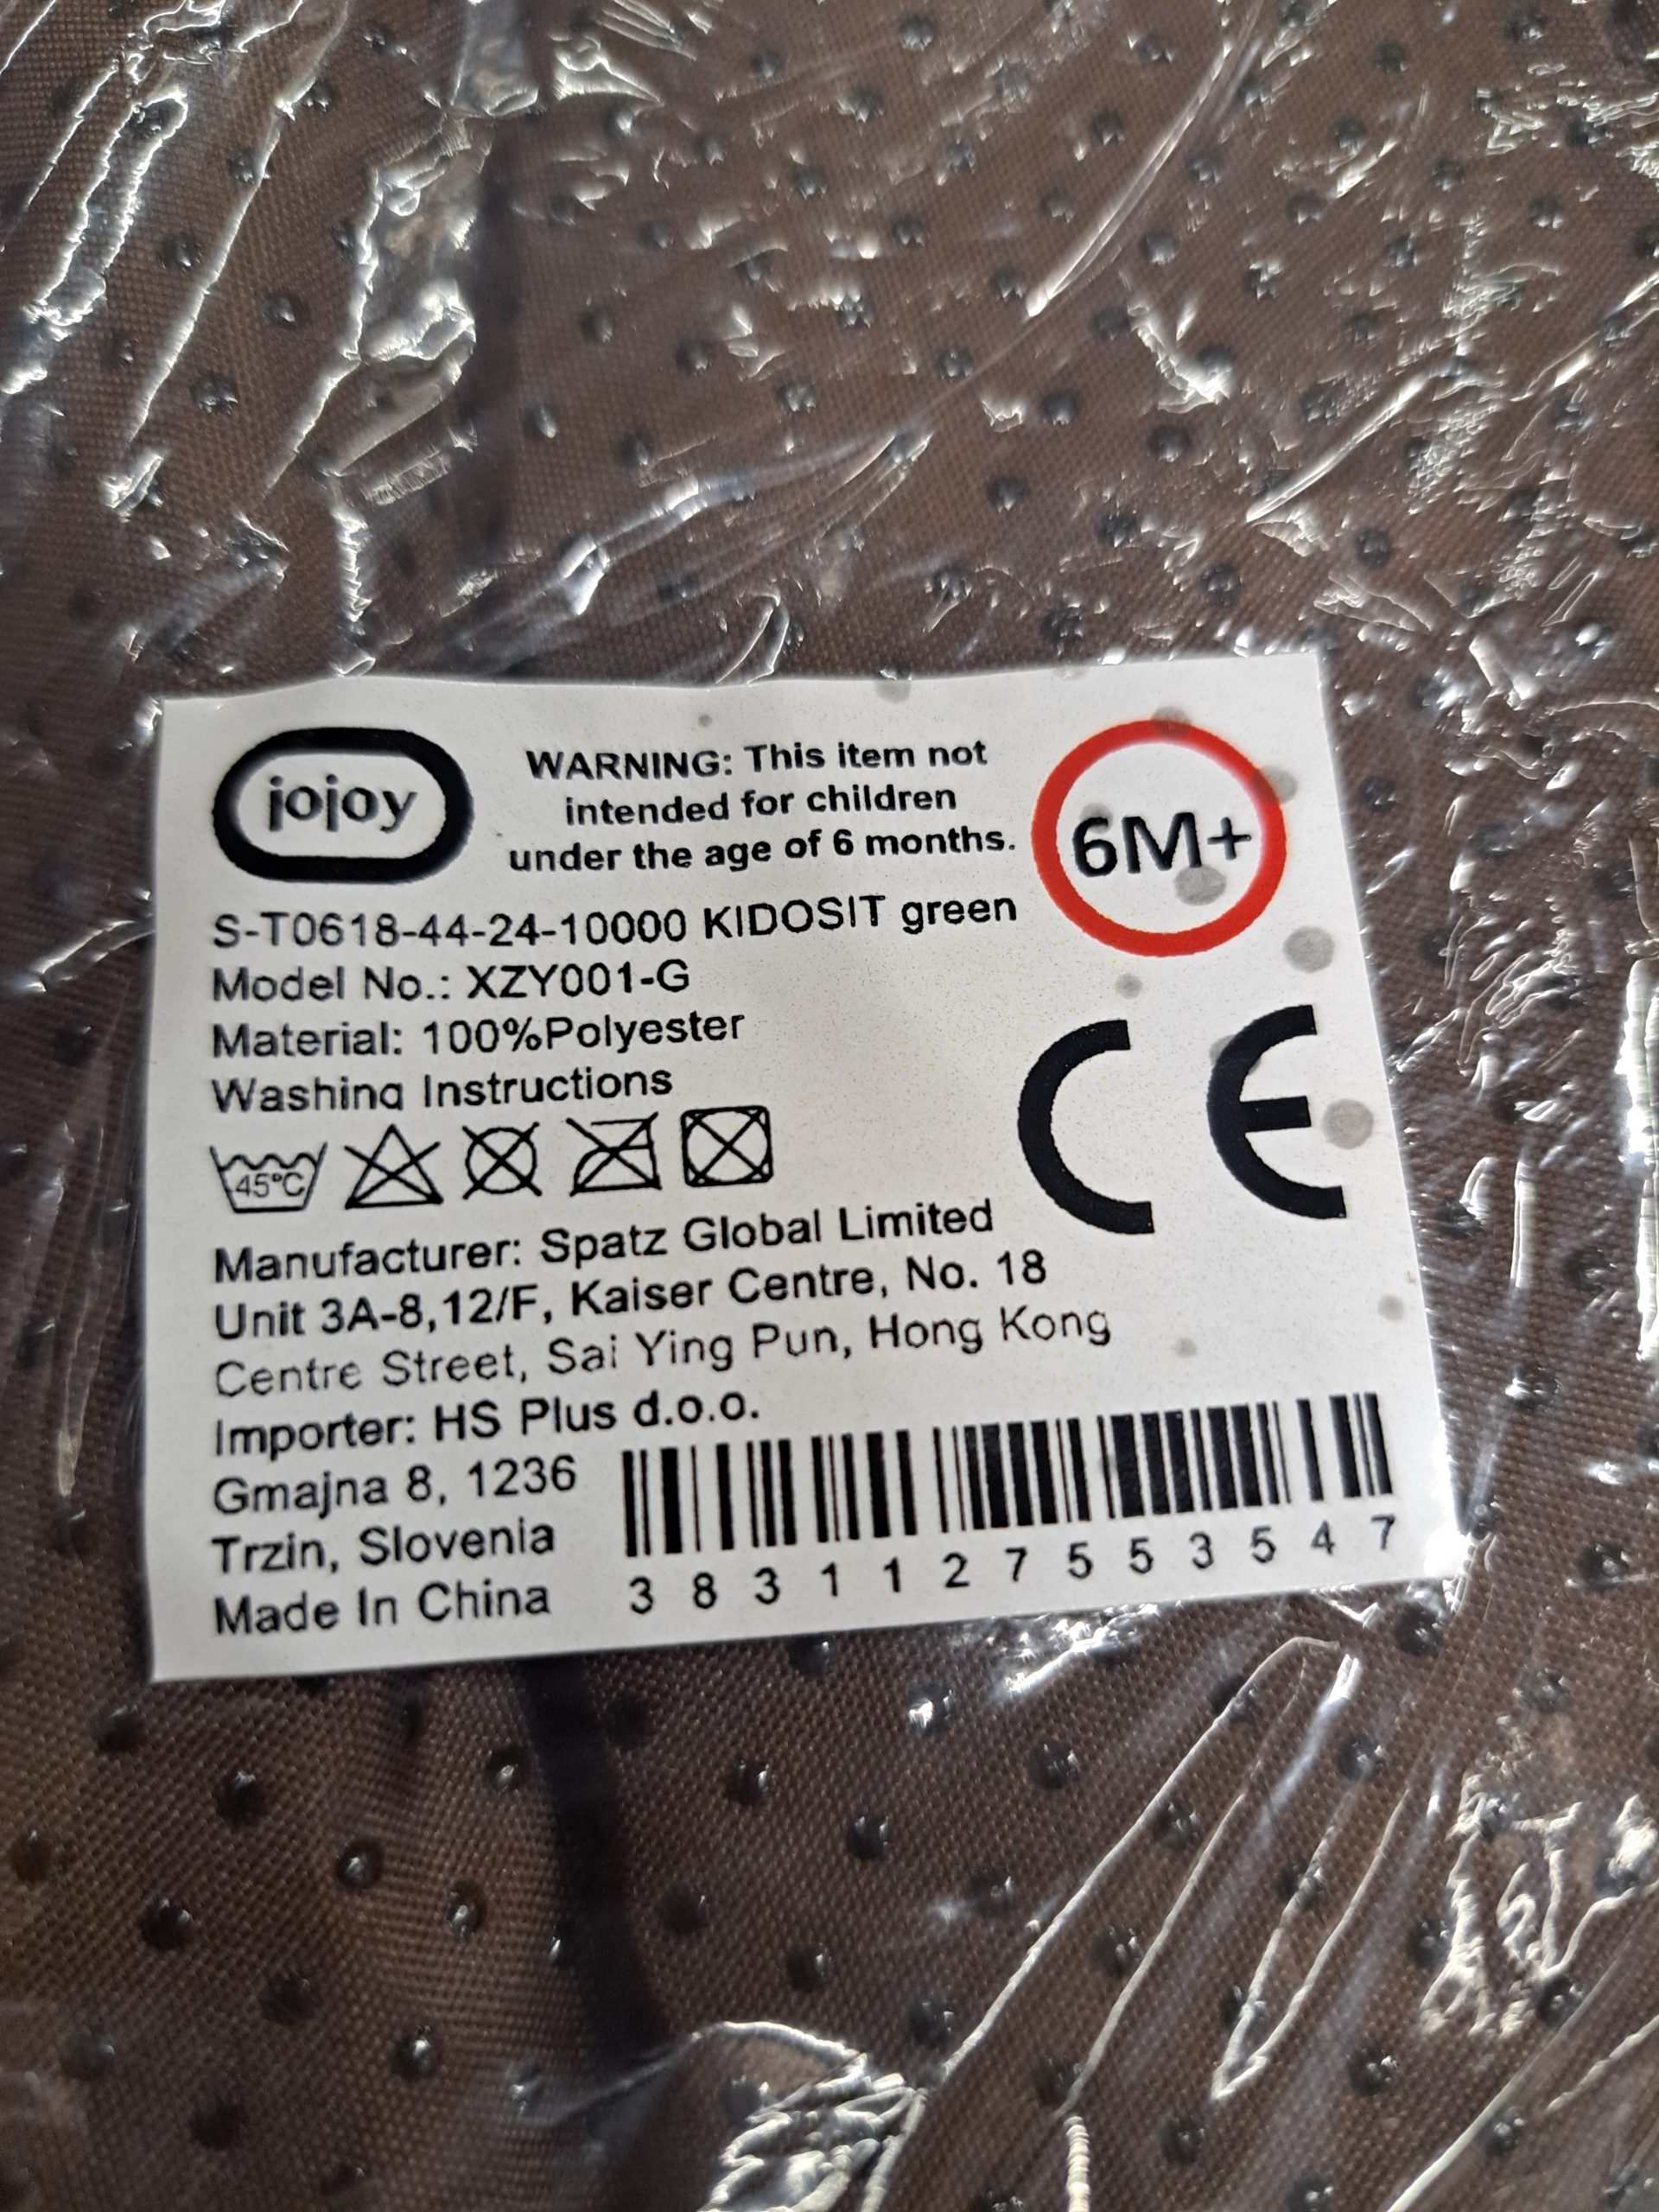 jojoy
WARNING: This item not
intended for children
under the age of 6 months.
6M+
S-T0618-44-24-10000 KIDOSIT green
Model No.: XZY001-G
Material: 100%Polyester
Washing Instructions
45°C
CE
Manufacturer: Spatz Global Limited
Unit 3A-8,12/F, Kaiser Centre, No. 18
Centre Street, Sai Ying Pun, Hong Kong
Importer: HS Plus d.o.o.
Gmajna 8, 1236
Trzin, Slovenia
Made In China
3 8 3 1 1 2 7 5 5 3 5 4 7